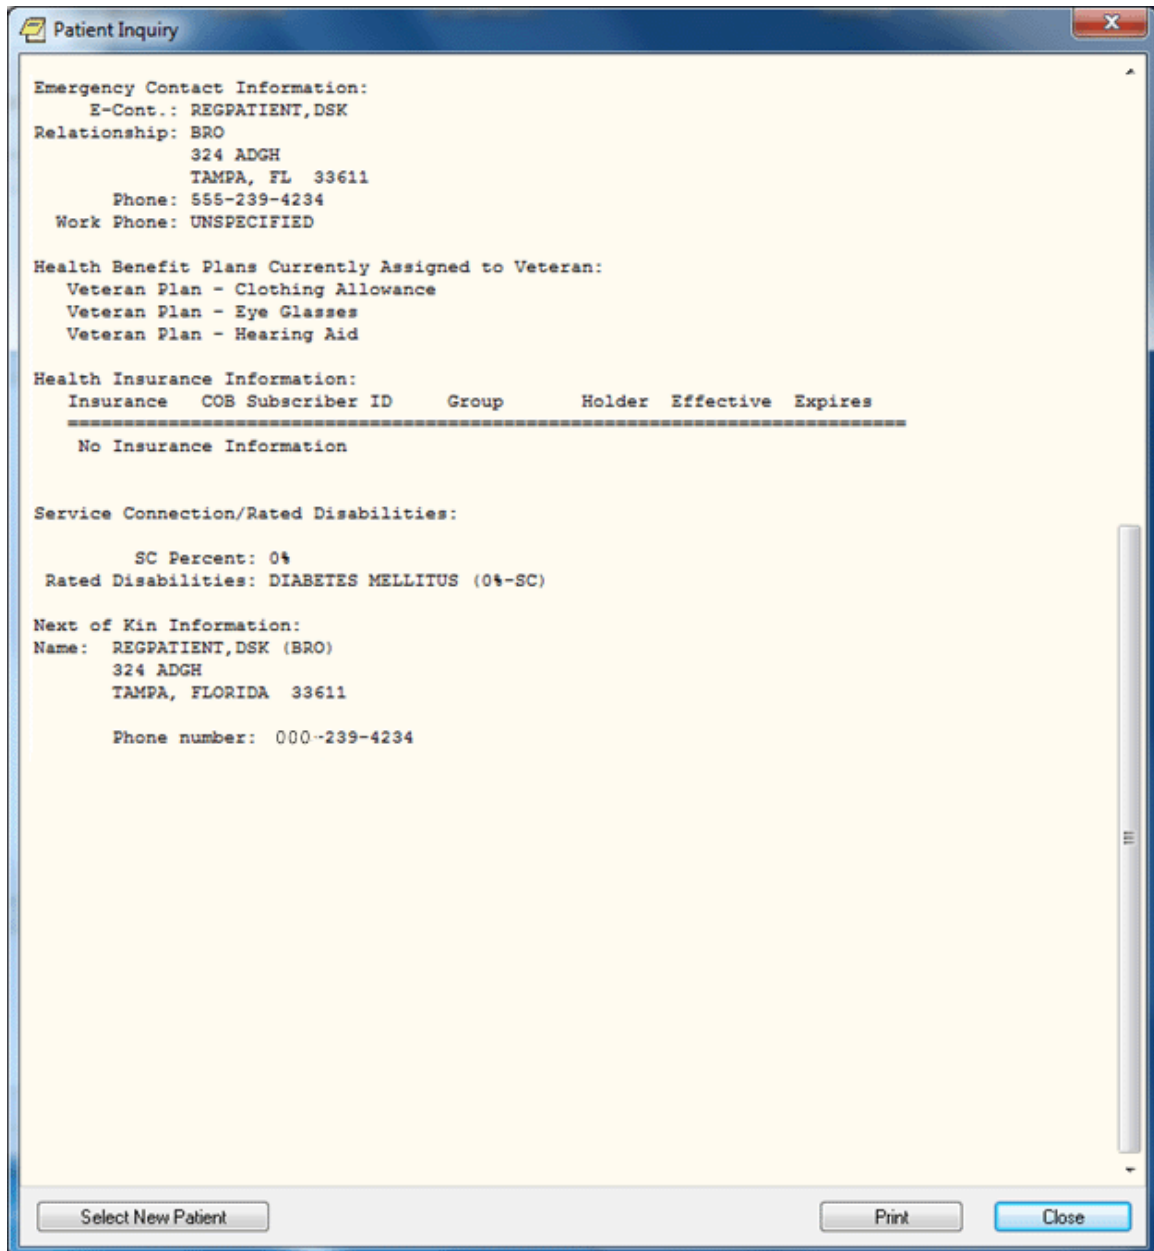 Patient Inquiry
Emergency Contact Information:
E-Cont.: REGPATIENT,DSK
Relationship: BRO
324 ADGH
TAMPA, FL  33611
Phone: 555-239-4234
Work Phone: UNSPECIFIED
Health Benefit Plans Currently Assigned to Veteran:
Veteran Plan - Clothing Allowance
Veteran Plan - Eye Glasses
Veteran Plan - Hearing Aid
Health Insurance Information:
Insurance   COB Subscriber ID     Group       Holder  Effective  Expires
===========================================================================
No Insurance Information
Service Connection/Rated Disabilities:
SC Percent: 0%
Rated Disabilities: DIABETES MELLITUS (0%-SC)
Next of Kin Information:
Name:  REGPATIENT,DSK (BRO)
324 ADGH
TAMPA, FLORIDA  33611
Phone number:  000--239-4234
Select New Patient
Print
Close